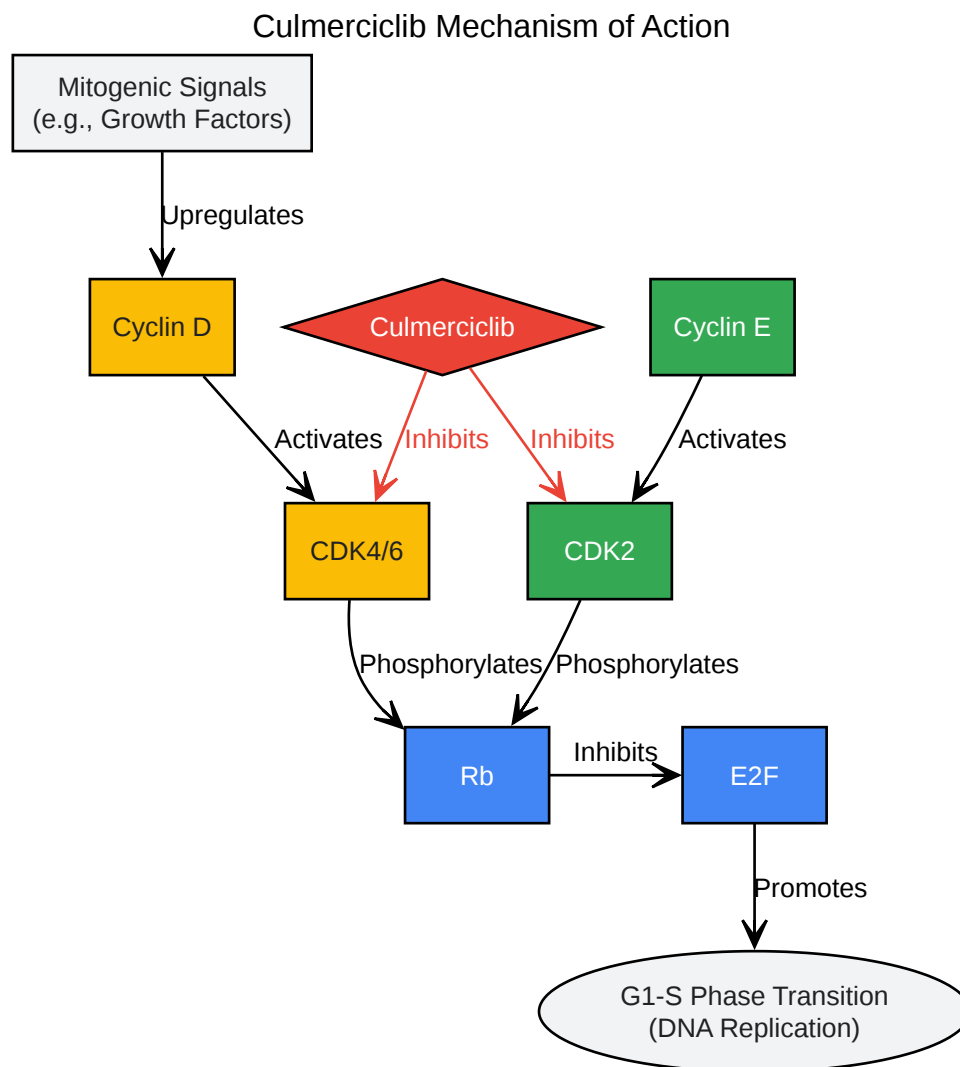 Culmerciclib Mechanism of Action
Mitogenic Signals
(e.g., Growth Factors)
Upregulates
Cyclin D
Culmerciclib
Cyclin E
Activates
Inhibits
Inhibits
Activates
CDK4/6
CDK2
Phosphorylates
Phosphorylates
Rb
Inhibits
E2F
Promotes
G1-S Phase Transition
(DNA Replication)